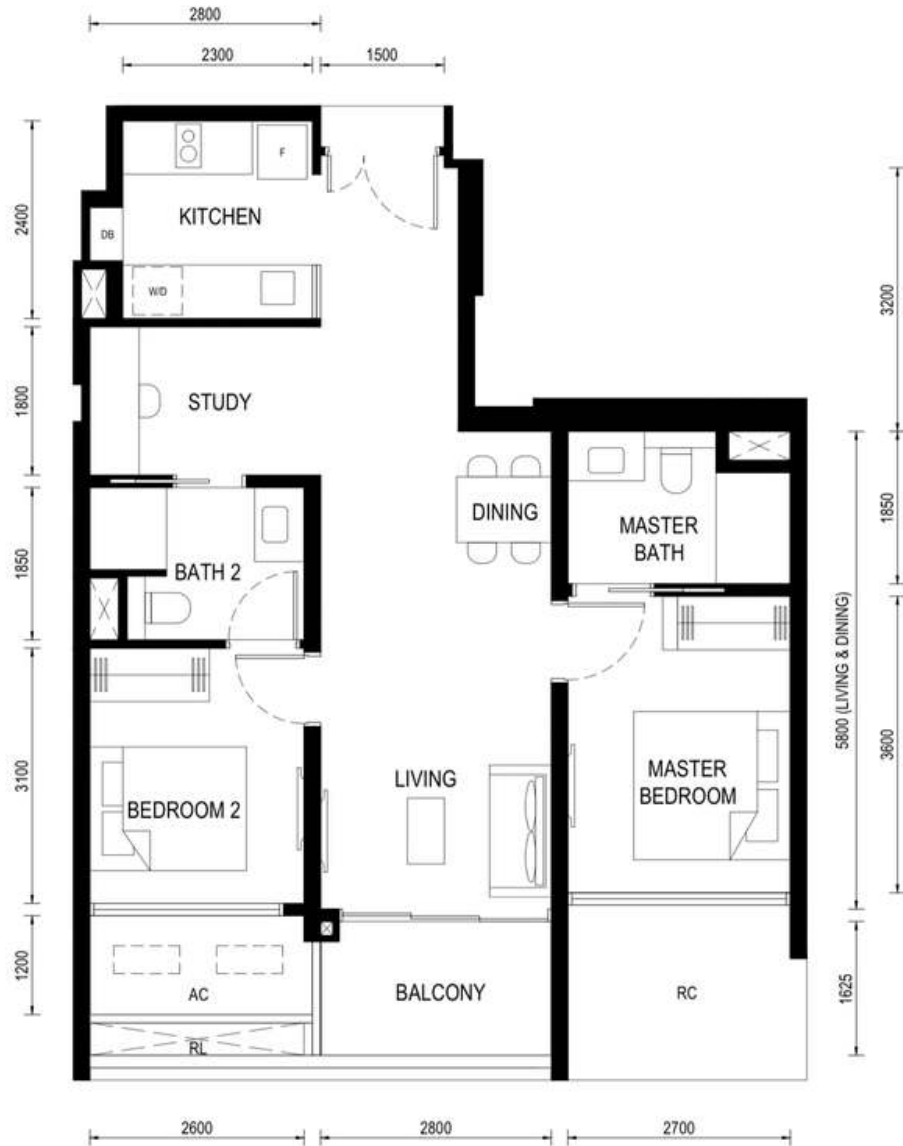 2800
2300
1500
F
KITCHEN
2400
DB
W/D
3200
STUDY
1800
DINING
MASTER
BATH
1850
BATH 2
1850
5800 (LIVING & DINING)
3100
BEDROOM 2
LIVING
MASTER
BEDROOM
3600
1200
AC
BALCONY
RC
1625
RL
2600
2800
2700